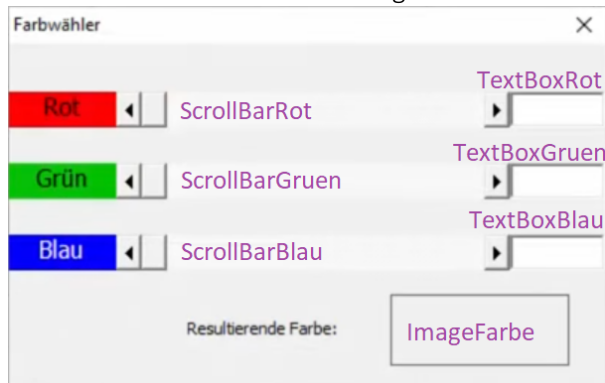 Farbwähler
TextBoxRot
Rot ScrollBarRot
TextBoxGruen
Grün ScrollBarGruen
TextBoxBlau
Blau ScrollBarBlau
Resultierende Farbe: ImageFarbe